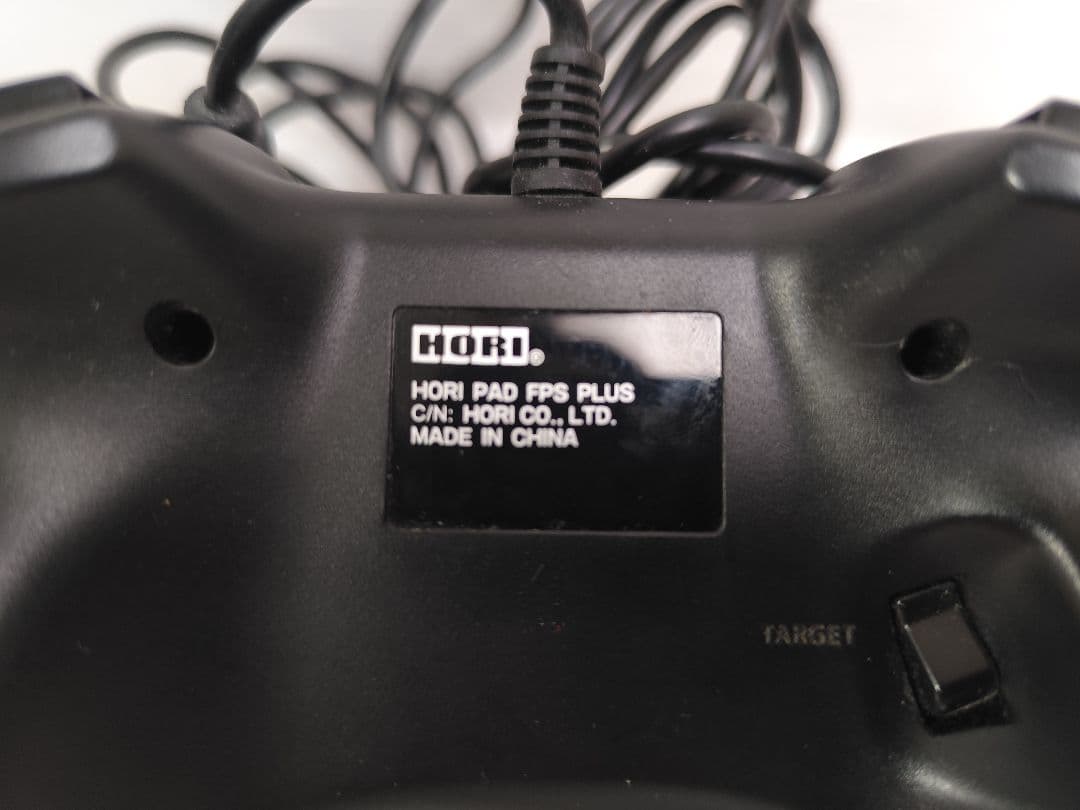 HORI®
HORI PAD FPS PLUS
C/N: HORI CO., LTD.
MADE IN CHINA
TARGET